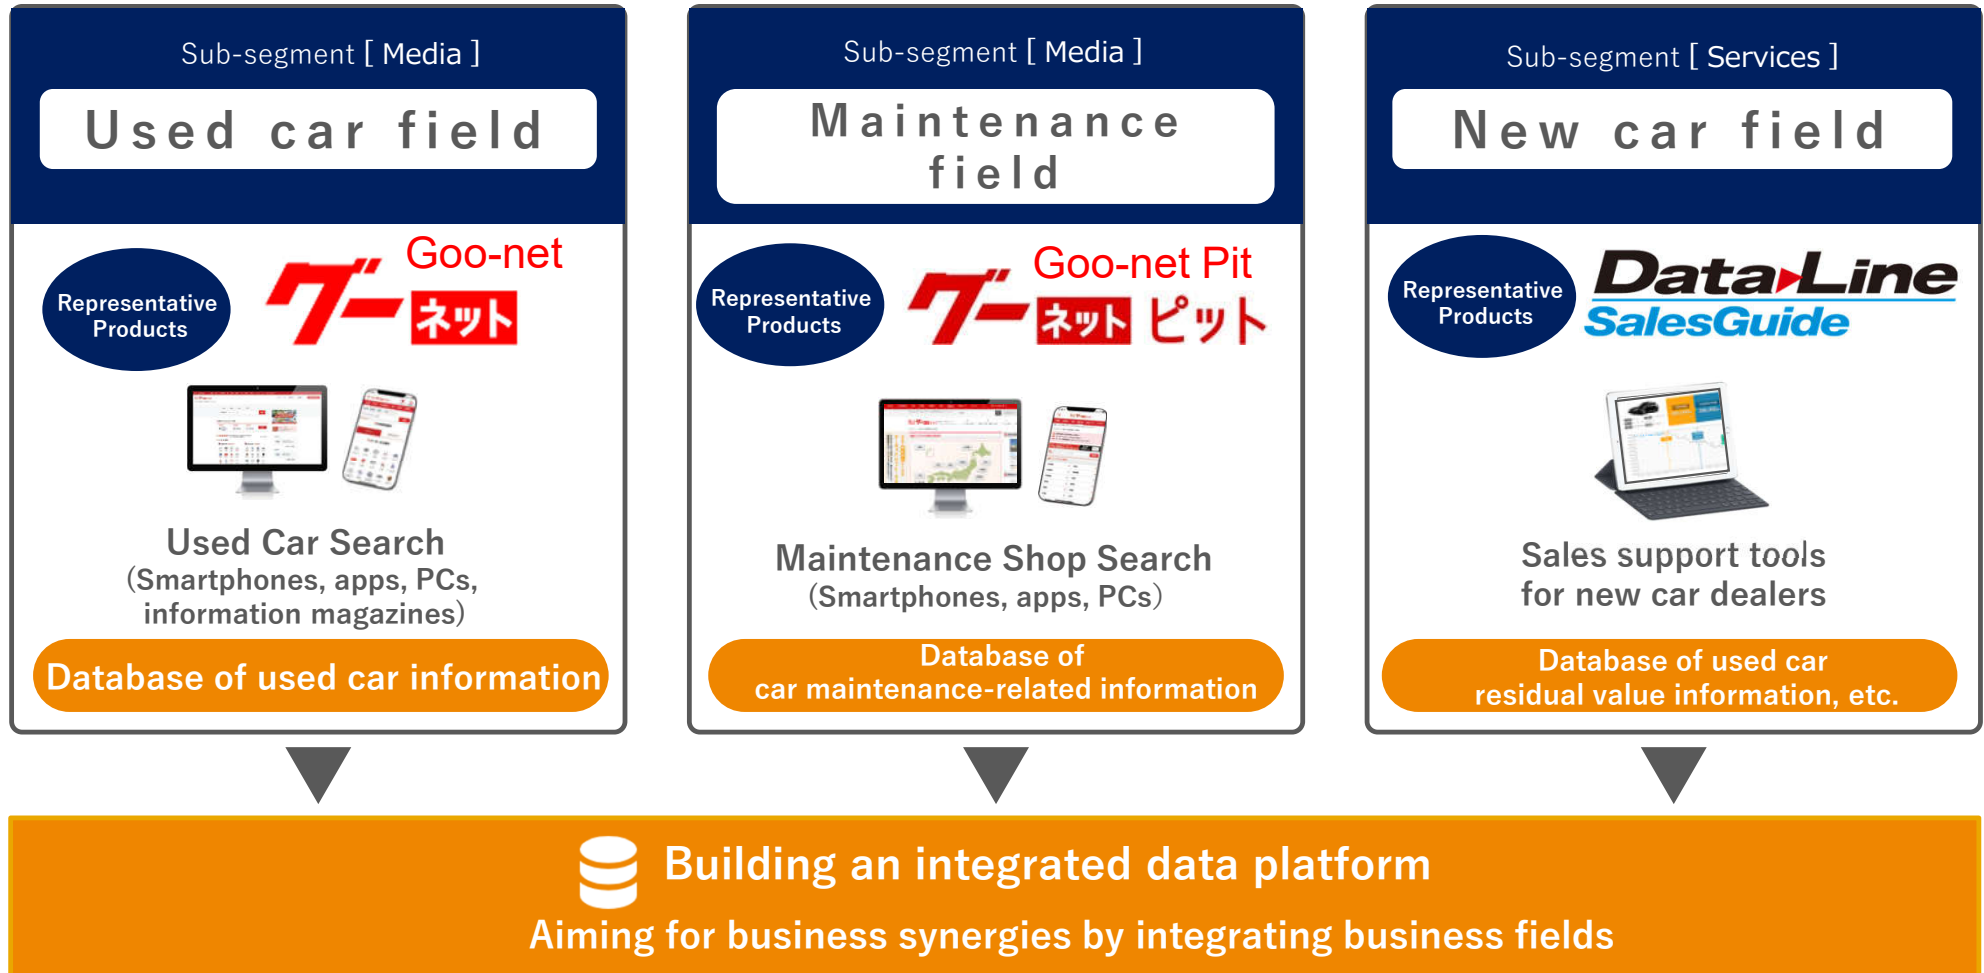 Sub-segment [ Media ]
Used car field
Representative
Products
Goo-net
グー ネット
Used Car Search
(Smartphones, apps, PCs,
information magazines)
Database of used car information
Sub-segment [ Media ]
Maintenance
field
Representative
Products
Goo-net Pit
グー ネット ピット
Maintenance Shop Search
(Smartphones, apps, PCs)
Database of
car maintenance-related information
Sub-segment [ Services ]
New car field
Representative
Products
Data Line
SalesGuide
Sales support tools
for new car dealers
Database of used car
residual value information, etc.
Building an integrated data platform
Aiming for business synergies by integrating business fields